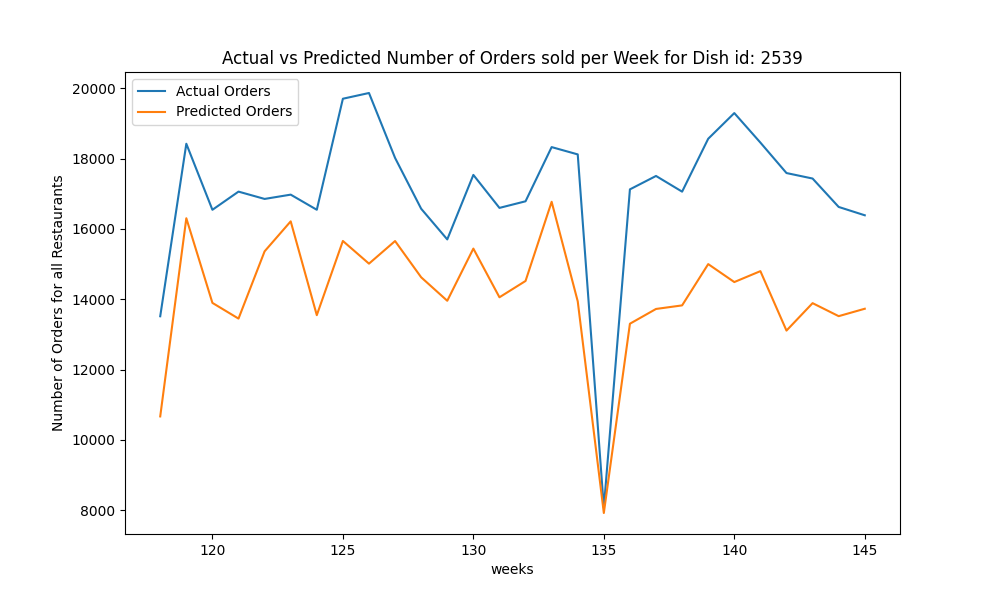 Actual vs Predicted Number of Orders sold per Week for Dish id: 2539
Actual Orders
Predicted Orders
Number of Orders for all Restaurants
20000
18000
16000
14000
12000
10000
8000
120 125 130 135 140 145
weeks